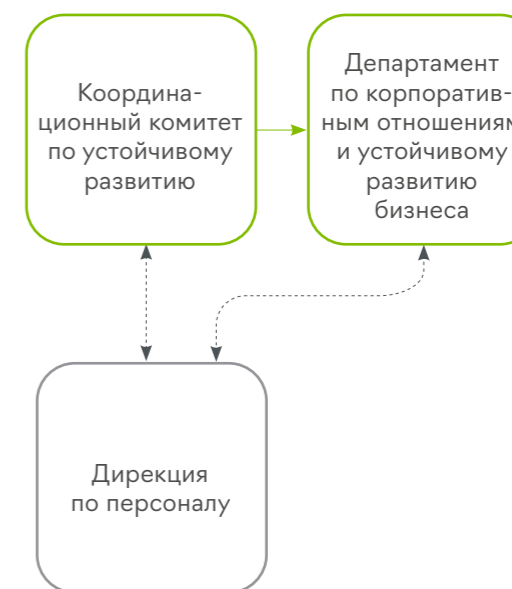 Координа-
ционный комитет
по устойчивому
развитию
Департамент
по корпоратив-
ным отношениям
и устойчивому
развитию
бизнеса
Дирекция
по персоналу